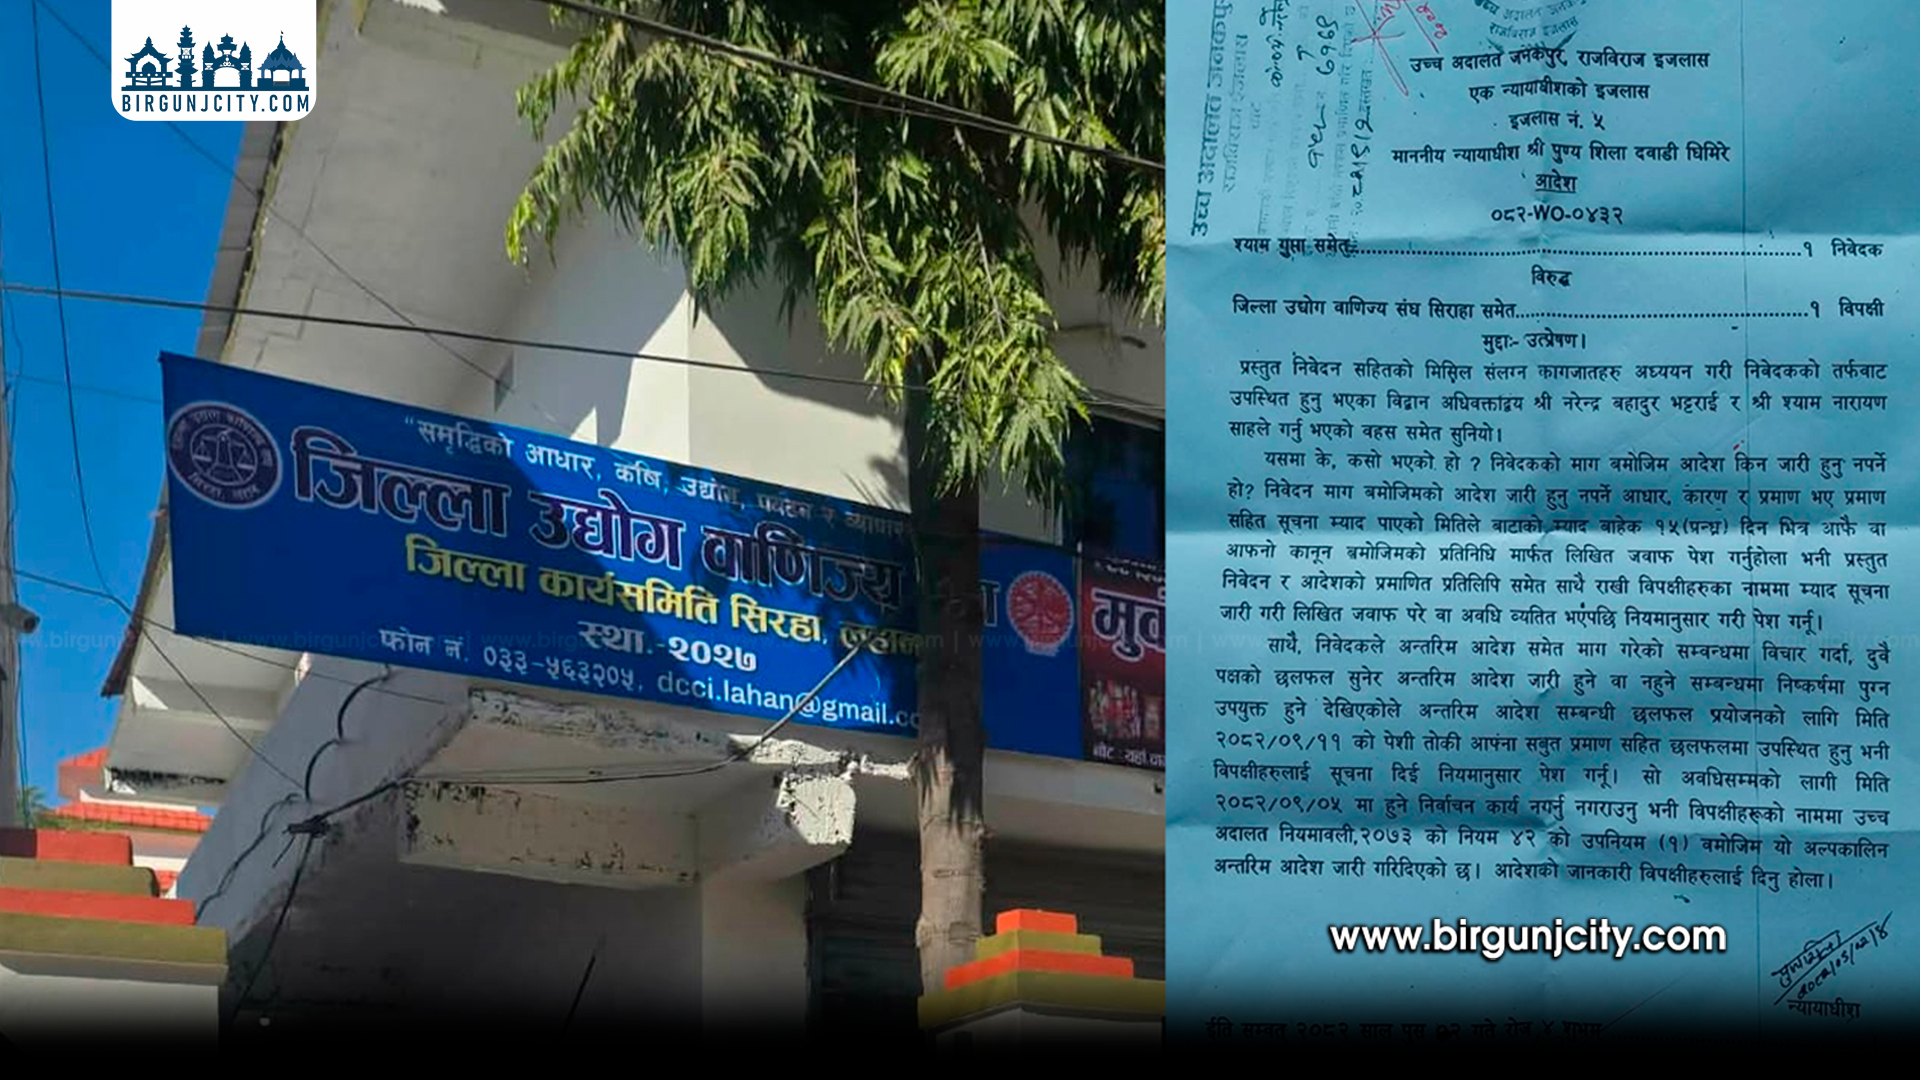 BIRGUNJCITY.COM
"समृद्धिको आधार, कृषि, उद्योग, पर्यटन र व्यापार
जिल्ला उद्योग वाणिज्य
जिल्ला कार्यसमिति सिरहा, लहान
स्था.-२०२७
फोन नं. ०३३-५६३२०५, dcci.lahan@gmail.co
उच्च अदालत जनकपुर, राजविराज इजलास
एक न्यायाधीशको इजलास
इजलास नं. ५
माननीय न्यायाधीश श्री पुण्य शिला दवाडी घिमिरे
आदेश
०८२-WO-०४३२
श्याम गुप्ता समेत..............................१ निवेदक
विरुद्ध
जिल्ला उद्योग वाणिज्य संघ सिराहा समेत..............................१ विपक्षी
मुद्दाः- उत्प्रेषण।
प्रस्तुत निवेदन सहितको मिसिल संलग्न कागजातहरु अध्ययन गरी निवेदकको तर्फबाट
उपस्थित हुनु भएका विद्वान अधिवक्ताद्वय श्री नरेन्द्र बहादुर भट्टराई र श्री श्याम नारायण
साहले गर्नु भएको वहस समेत सुनियो।
यसमा के, कसो भएको हो ? निवेदकको माग बमोजिम आदेश किन जारी हुनु नपर्ने
हो? निवेदन माग बमोजिमको आदेश जारी हुनु नपर्ने आधार, कारण र प्रमाण भए प्रमाण
सहित सूचना म्याद पाएको मितिले बाटाको म्याद बाहेक १५(पन्ध्र) दिन भित्र आफै वा
आफनो कानून बमोजिमको प्रतिनिधि मार्फत लिखित जवाफ पेश गर्नुहोला भनी प्रस्तुत
निवेदन र आदेशको प्रमाणित प्रतिलिपि समेत साथै राखी विपक्षीहरुका नाममा म्याद सूचना
जारी गरी लिखित जवाफ परे वा अवधि व्यतित भएपछि नियमानुसार गरी पेश गर्नू।
साथै, निवेदकले अन्तरिम आदेश समेत माग गरेको सम्वन्धमा विचार गर्दा, दुवै
पक्षको छलफल सुनेर अन्तरिम आदेश जारी हुने वा नहुने सम्बन्धमा निष्कर्षमा पुग्न
उपयुक्त हुने देखिएकोले अन्तरिम आदेश सम्बन्धी छलफल प्रयोजनको लागि मिति
२०८२/०९/११ को पेशी तोकी आफ्ना सबुत प्रमाण सहित छलफलमा उपस्थित हुनु भनी
विपक्षीहरुलाई सूचना दिई नियमानुसार पेश गर्नू। सो अवधिसम्मको लागी मिति
२०८२/०९/०५ मा हुने निर्वाचन कार्य नगर्नु नगराउनु भनी विपक्षीहरूको नाममा उच्च
अदालत नियमावली,२०७३ को नियम ४२ को उपनियम (१) बमोजिम यो अल्पकालिन
अन्तरिम आदेश जारी गरिदिएको छ। आदेशको जानकारी विपक्षीहरुलाई दिनु होला।
www.birgunjcity.com
न्यायाधीश